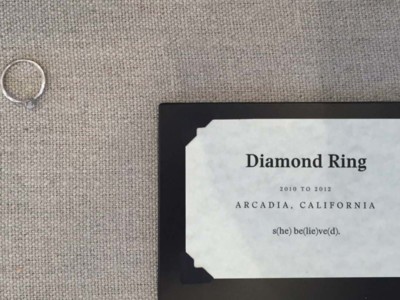 Diamond Ring
2010 TO 2012
ARCADIA, CALIFORNIA
s(he) be(lie)ve(d).